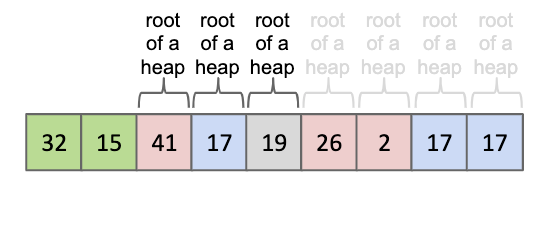 root root root root root root root
of a of a of a of a of a of a of a
heap heap heap heap heap heap heap
32 15 41 17 19 26 2 17 17